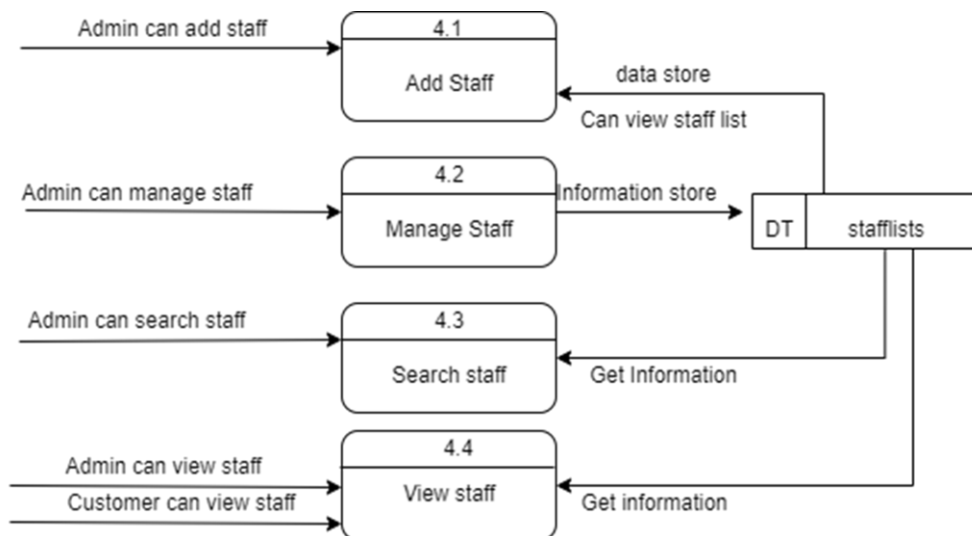 Admin can add staff
4.1
Add Staff
data store
Can view staff list
Admin can manage staff
4.2
Manage Staff
Information store
DT
stafflists
Admin can search staff
4.3
Search staff
Get Information
Admin can view staff
Customer can view staff
4.4
View staff
Get information